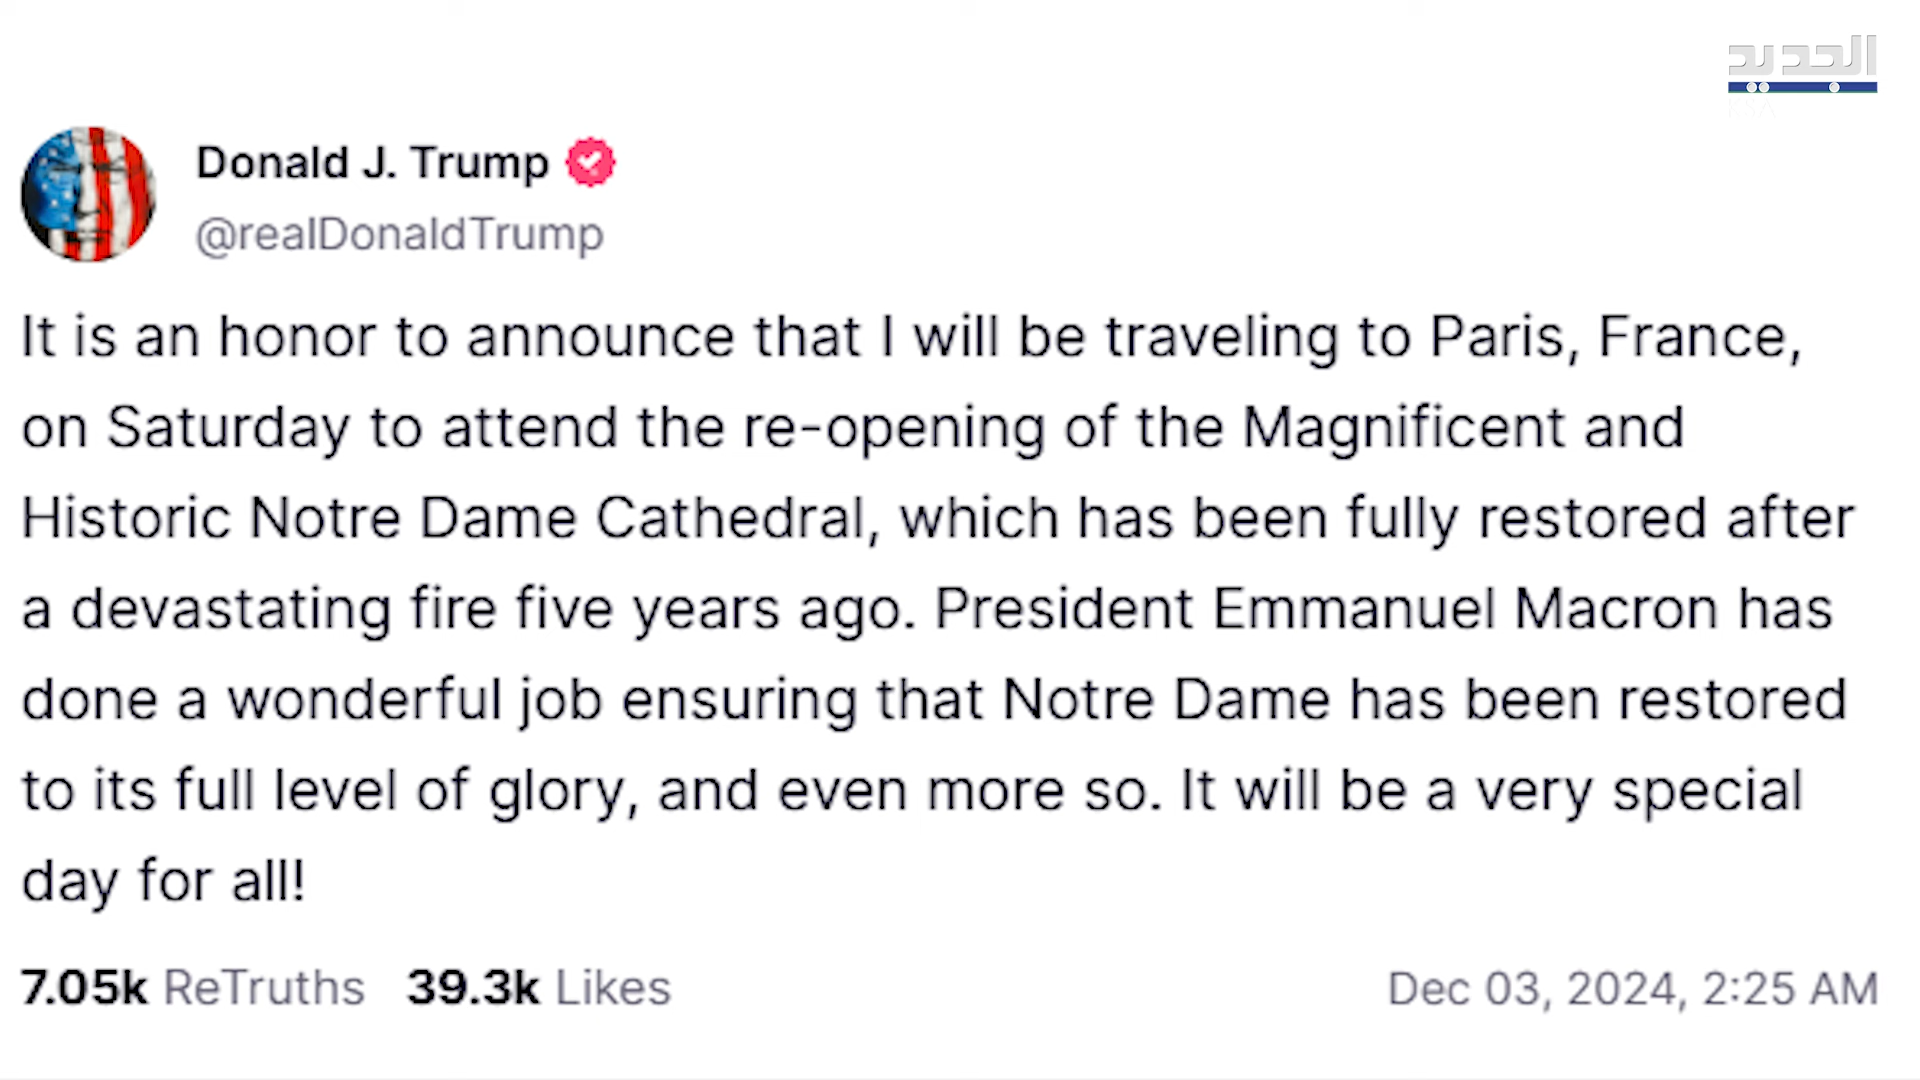 الجديد
Donald J. Trump
@realDonaldTrump
It is an honor to announce that I will be traveling to Paris, France,
on Saturday to attend the re-opening of the Magnificent and
Historic Notre Dame Cathedral, which has been fully restored after
a devastating fire five years ago. President Emmanuel Macron has
done a wonderful job ensuring that Notre Dame has been restored
to its full level of glory, and even more so. It will be a very special
day for all!
7.05k ReTruths 39.3k Likes
Dec 03, 2024, 2:25 AM